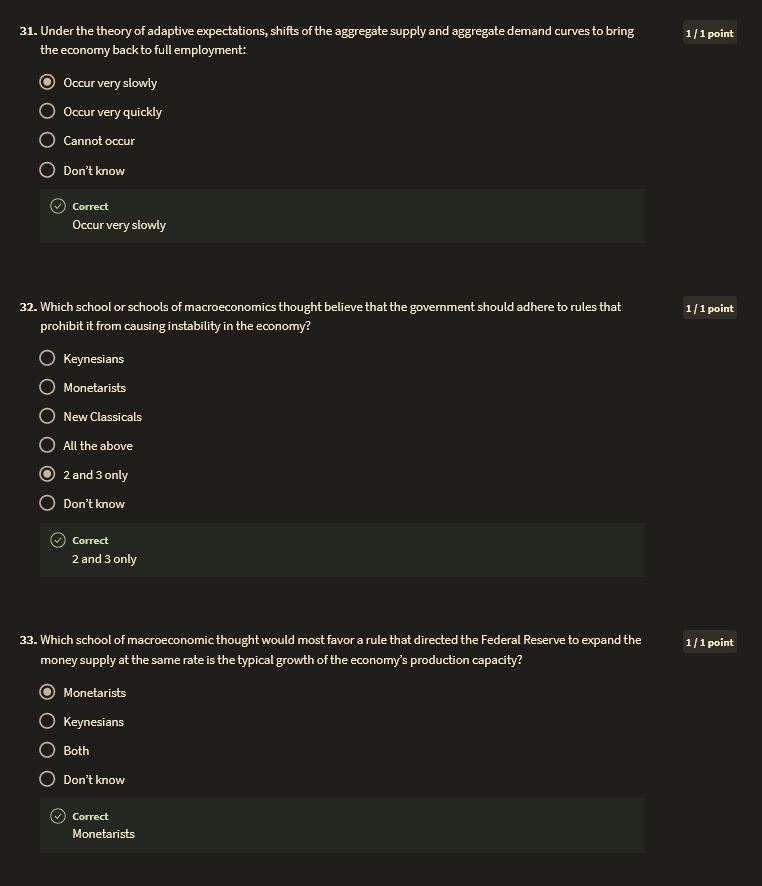 31. Under the theory of adaptive expectations, shifts of the aggregate supply and aggregate demand curves to bring
the economy back to full employment:
1 / 1 point
Occur very slowly
Occur very quickly
Cannot occur
Don't know
Correct
Occur very slowly
32. Which school or schools of macroeconomics thought believe that the government should adhere to rules that
prohibit it from causing instability in the economy?
1 / 1 point
Keynesians
Monetarists
New Classicals
All the above
2 and 3 only
Don't know
Correct
2 and 3 only
33. Which school of macroeconomic thought would most favor a rule that directed the Federal Reserve to expand the
money supply at the same rate is the typical growth of the economy's production capacity?
1 / 1 point
Monetarists
Keynesians
Both
Don't know
Correct
Monetarists